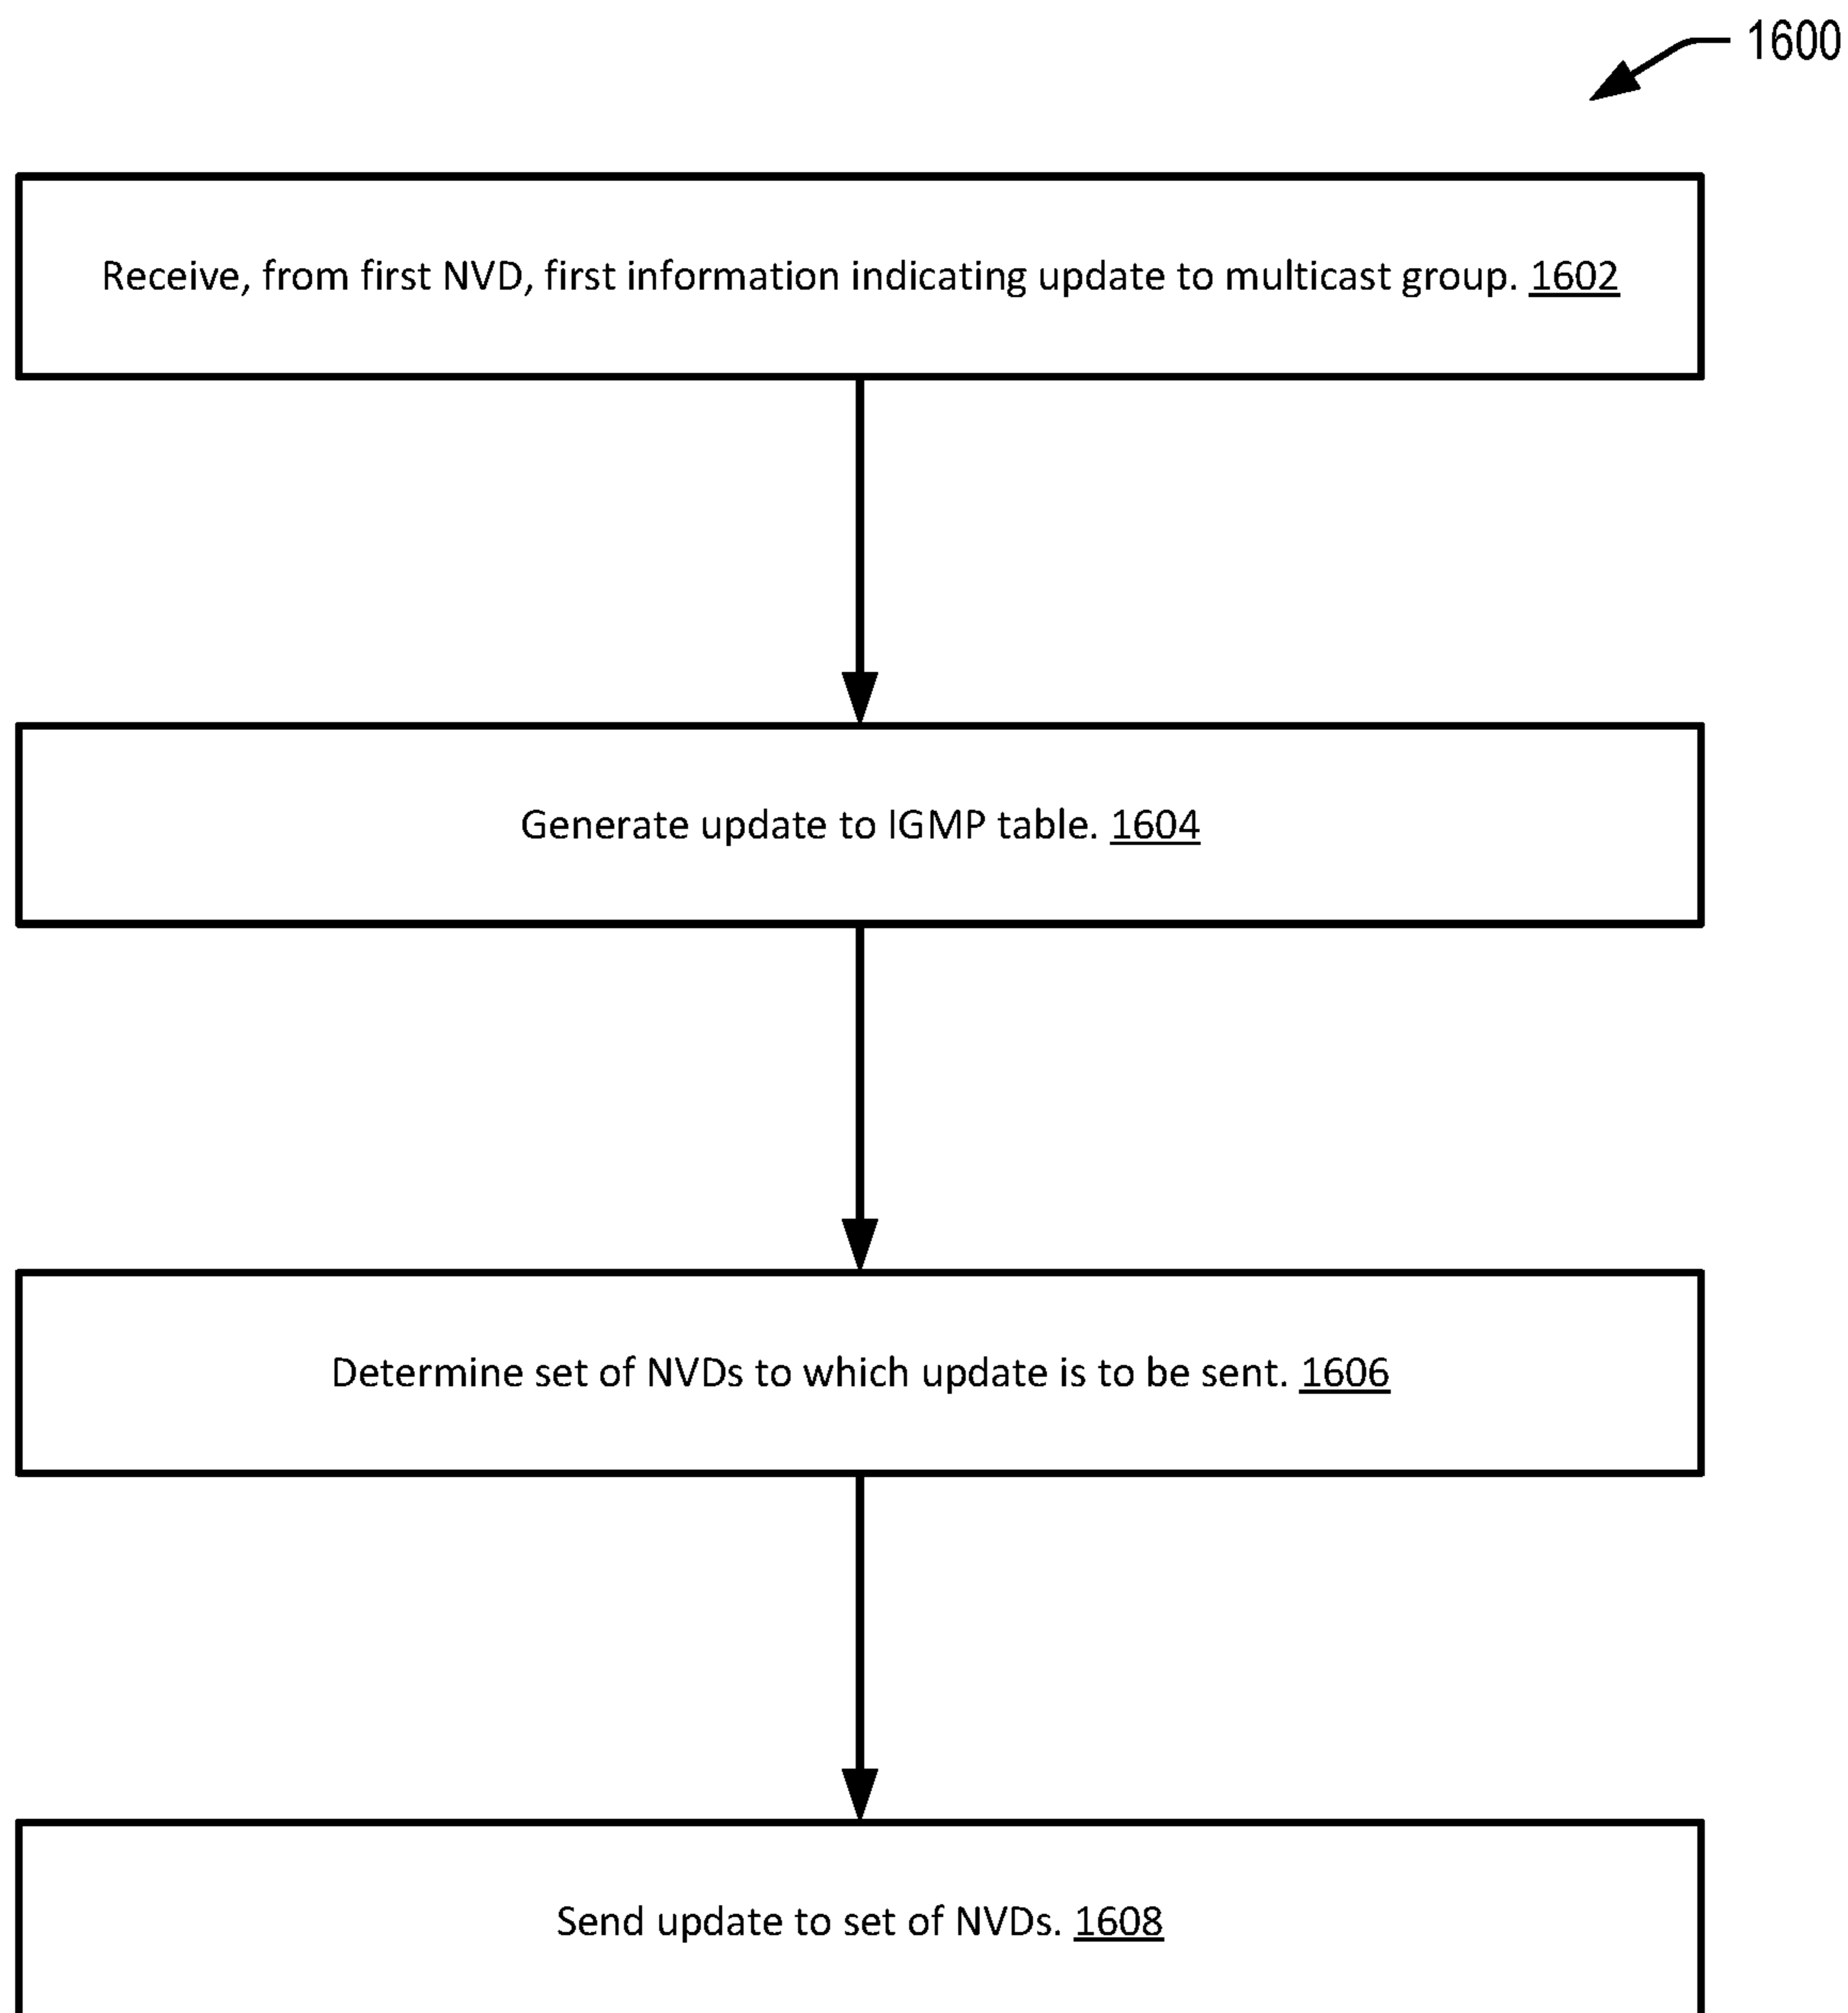 1600
Receive, from first NVD, first information indicating update to multicast group. 1602
Generate update to IGMP table. 1604
Determine set of NVDs to which update is to be sent. 1606
Send update to set of NVDs. 1608